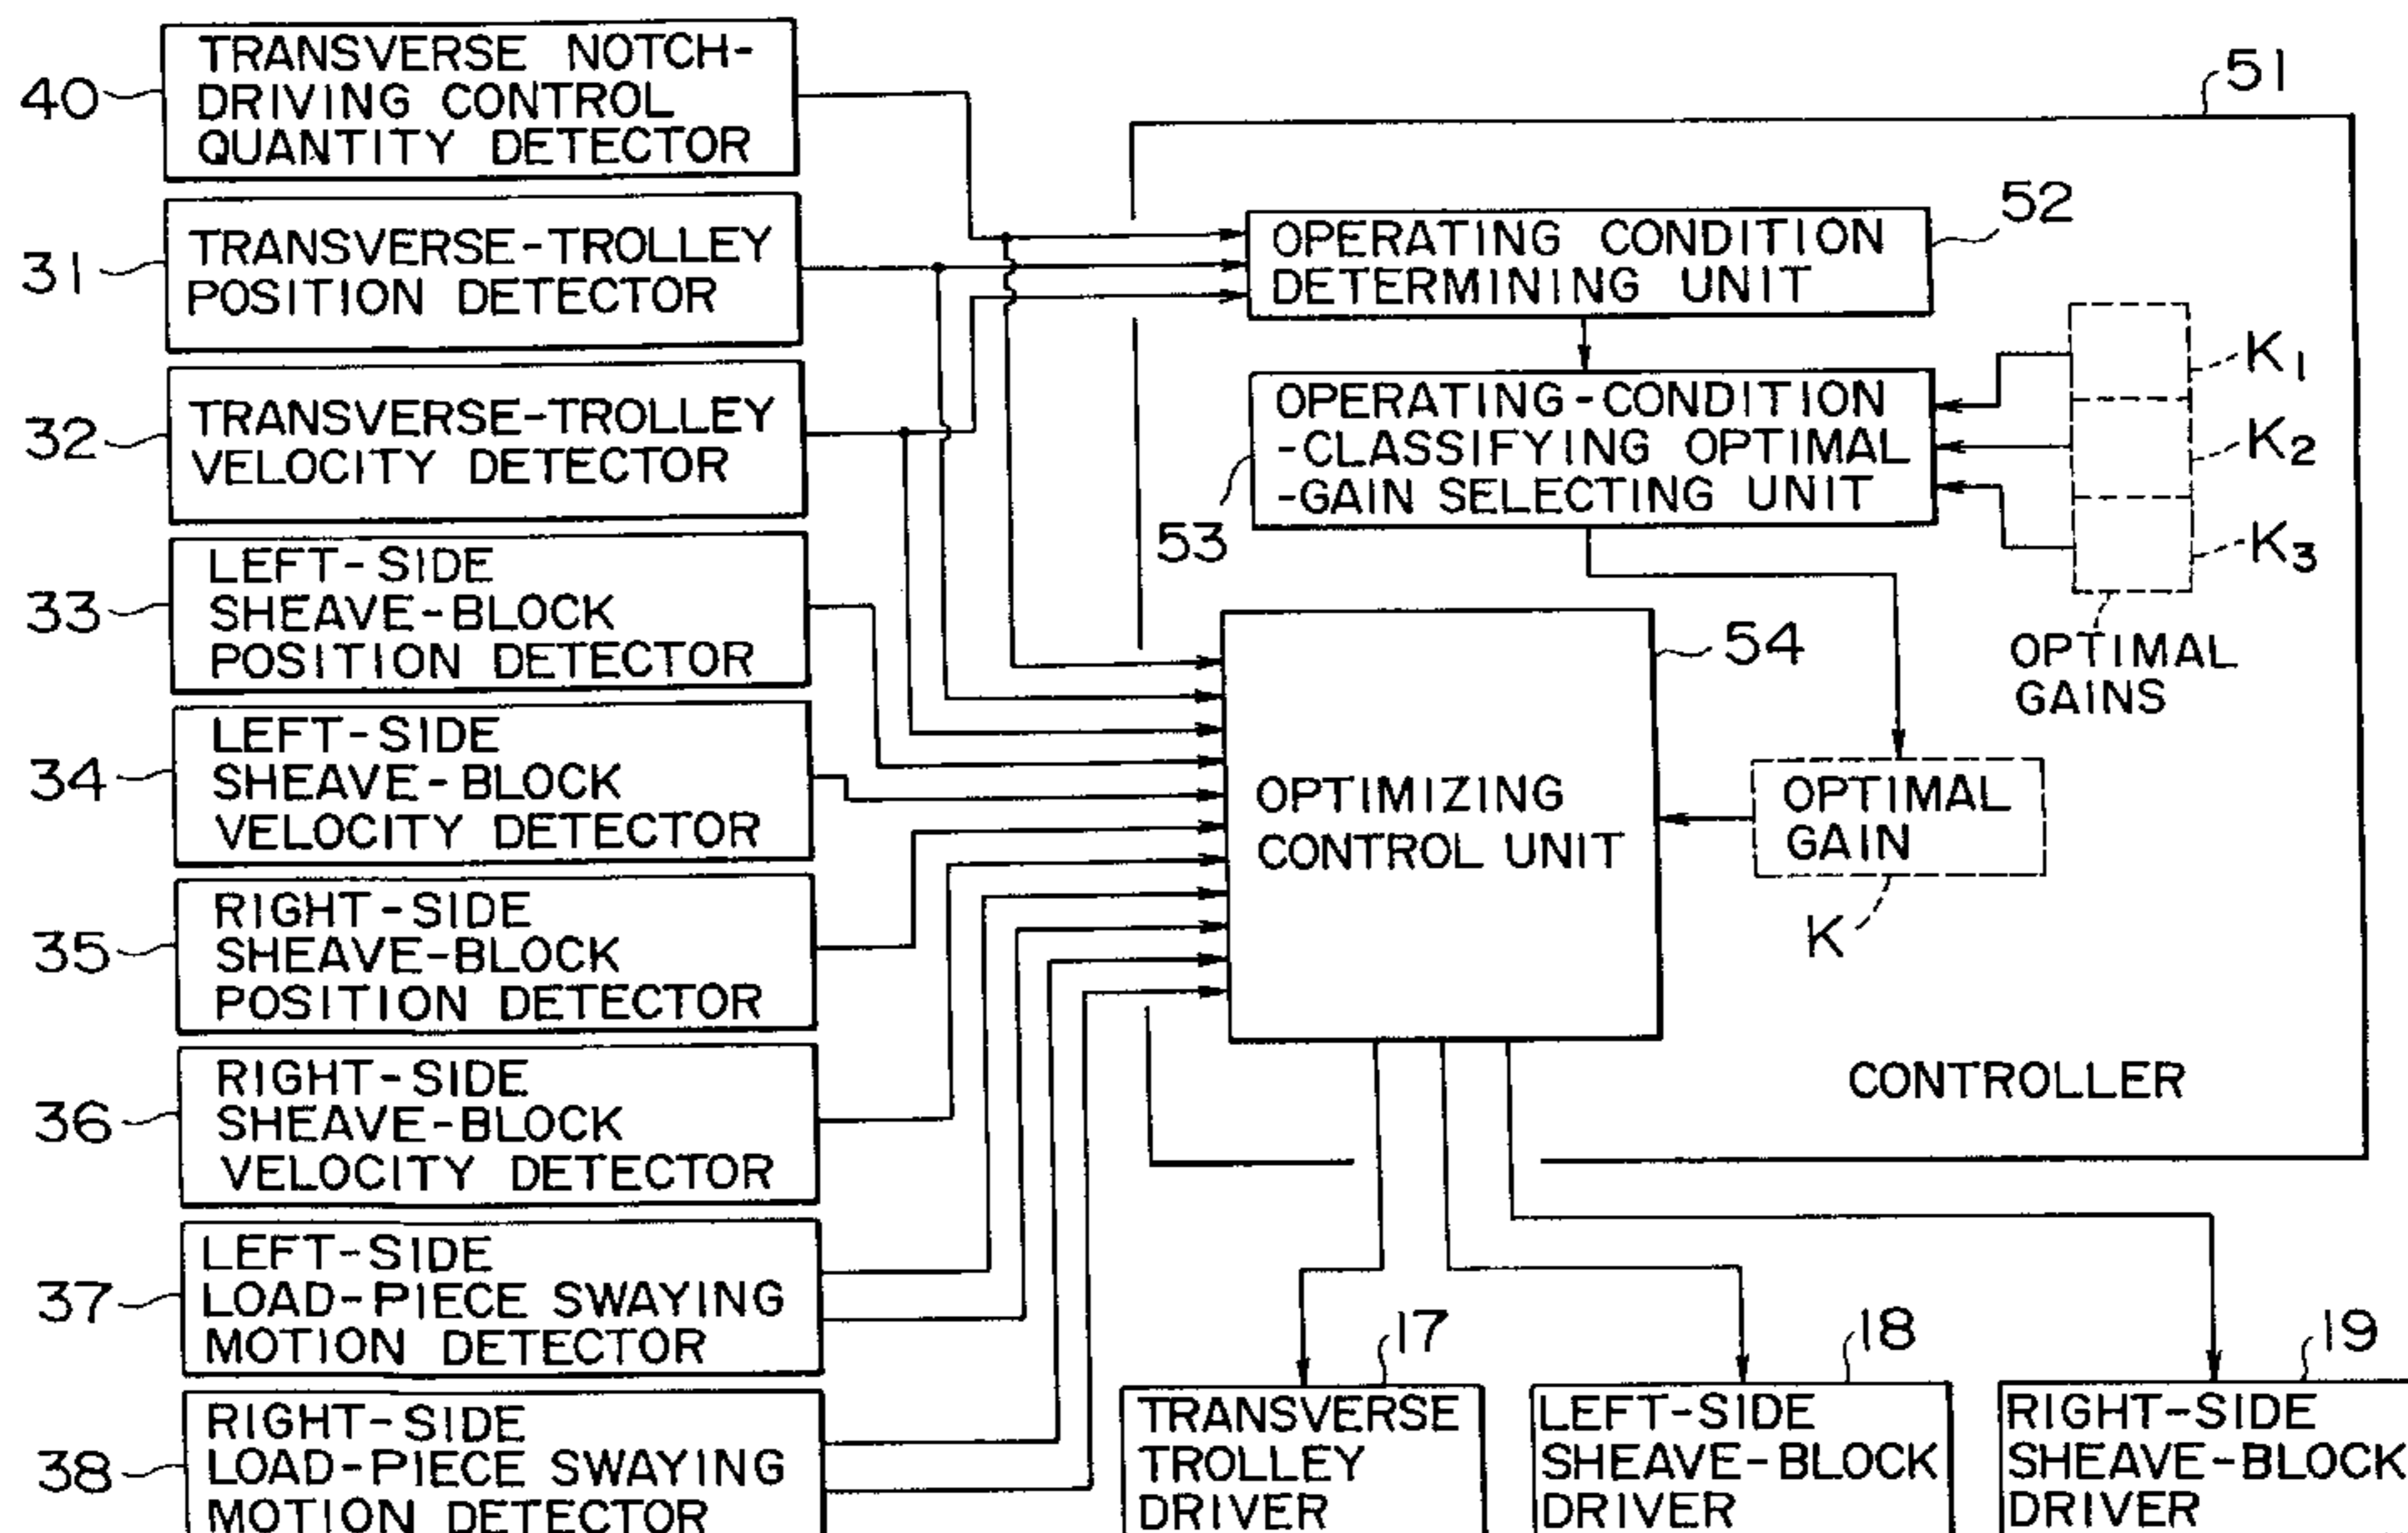 40
TRANSVERSE NOTCH-
DRIVING CONTROL
QUANTITY DETECTOR
31
TRANSVERSE-TROLLEY
POSITION DETECTOR
32
TRANSVERSE-TROLLEY
VELOCITY DETECTOR
33
LEFT-SIDE
SHEAVE-BLOCK
POSITION DETECTOR
34
LEFT-SIDE
SHEAVE-BLOCK
VELOCITY DETECTOR
35
RIGHT-SIDE
SHEAVE-BLOCK
POSITION DETECTOR
36
RIGHT-SIDE
SHEAVE-BLOCK
VELOCITY DETECTOR
37
LEFT-SIDE
LOAD-PIECE SWAYING
MOTION DETECTOR
38
RIGHT-SIDE
LOAD-PIECE SWAYING
MOTION DETECTOR
51
52
OPERATING CONDITION
DETERMINING UNIT
53
OPERATING-CONDITION
-CLASSIFYING OPTIMAL
-GAIN SELECTING UNIT
K1
K2
K3
OPTIMAL
GAINS
54
OPTIMIZING
CONTROL UNIT
OPTIMAL
GAIN
K
CONTROLLER
17
TRANSVERSE
TROLLEY
DRIVER
18
LEFT-SIDE
SHEAVE-BLOCK
DRIVER
19
RIGHT-SIDE
SHEAVE-BLOCK
DRIVER